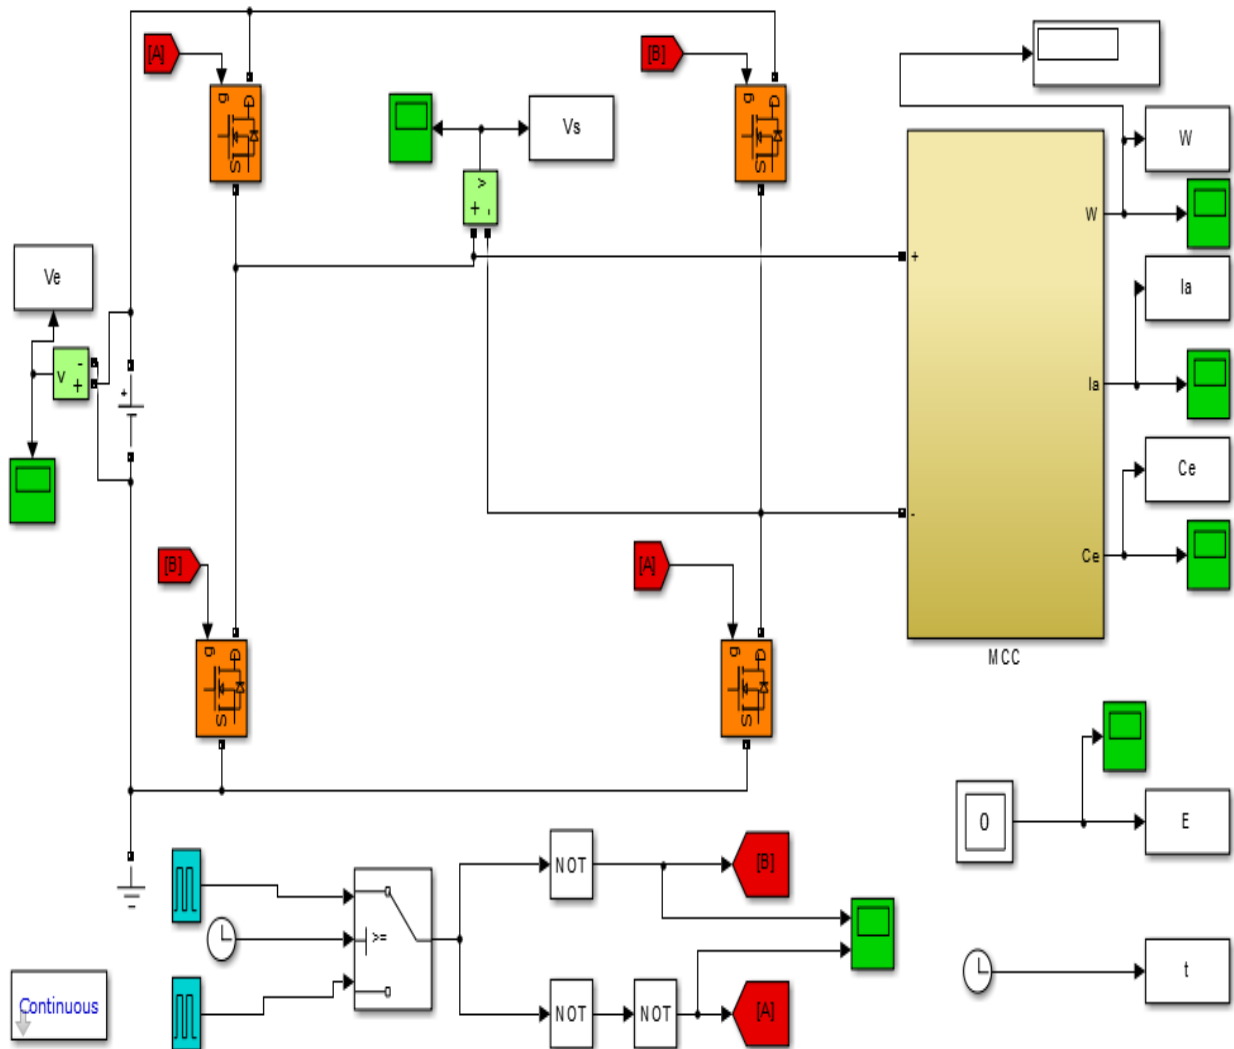 [A]
[B]
g
D
S
g
D
S
Vs
v
+ -
W
W
+
Ve
Ia
v
-
+
+
Ia
Ce
-
[B]
[A]
Ce
g
D
S
g
D
S
MCC
0
E
NOT
[B]
>=
t
Continuous
NOT
NOT
[A]